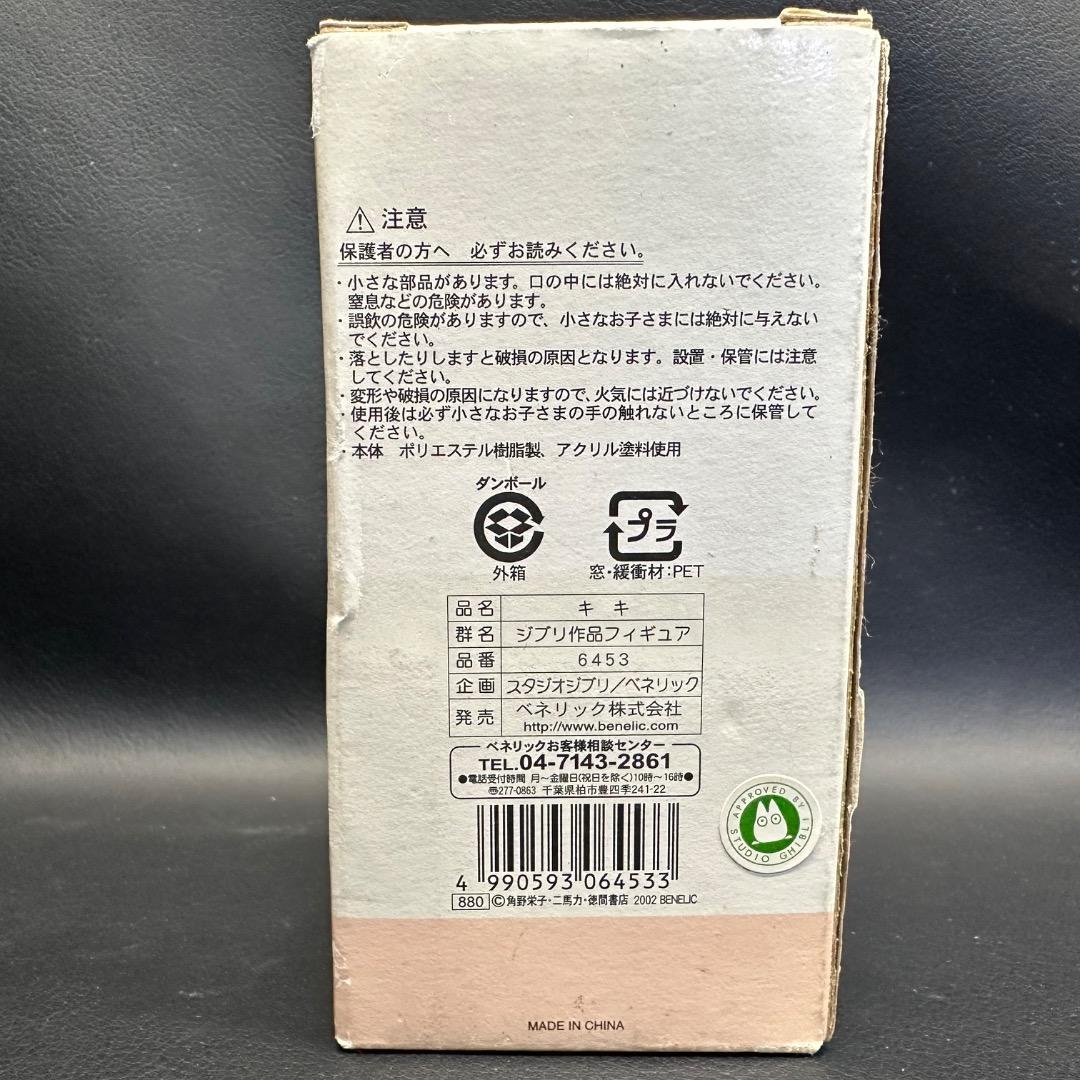 注意
保護者の方へ 必ずお読みください。
・小さな部品があります。口の中には絶対に入れないでください。
窒息などの危険があります。
・誤飲の危険がありますので、小さなお子さまには絶対に与えない
でください。
・落としたりしますと破損の原因となります。設置・保管には注意
してください。
・変形や破損の原因になりますので、火気には近づけないでください。
・使用後は必ず小さなお子さまの手の触れないところに保管して
ください。
・本体 ポリエステル樹脂製、アクリル塗料使用
ダンボール
外箱
プラ
窓・緩衝材:PET
品名 キキ
群名 ジブリ作品フィギュア
品番 6453
企画 スタジオジブリ/ベネリック
発売 ベネリック株式会社
http://www.benelic.com
ベネリックお客様相談センター
TEL.04-7143-2861
●電話受付時間 月~金曜日(祝日を除く)10時~16時●
〠277-0863 千葉県柏市豊四季241-22
4 990593 064533
880 ©角野栄子・二馬力・徳間書店 2002 BENELIC
APPROVED BY STUDIO GHIBLI
MADE IN CHINA